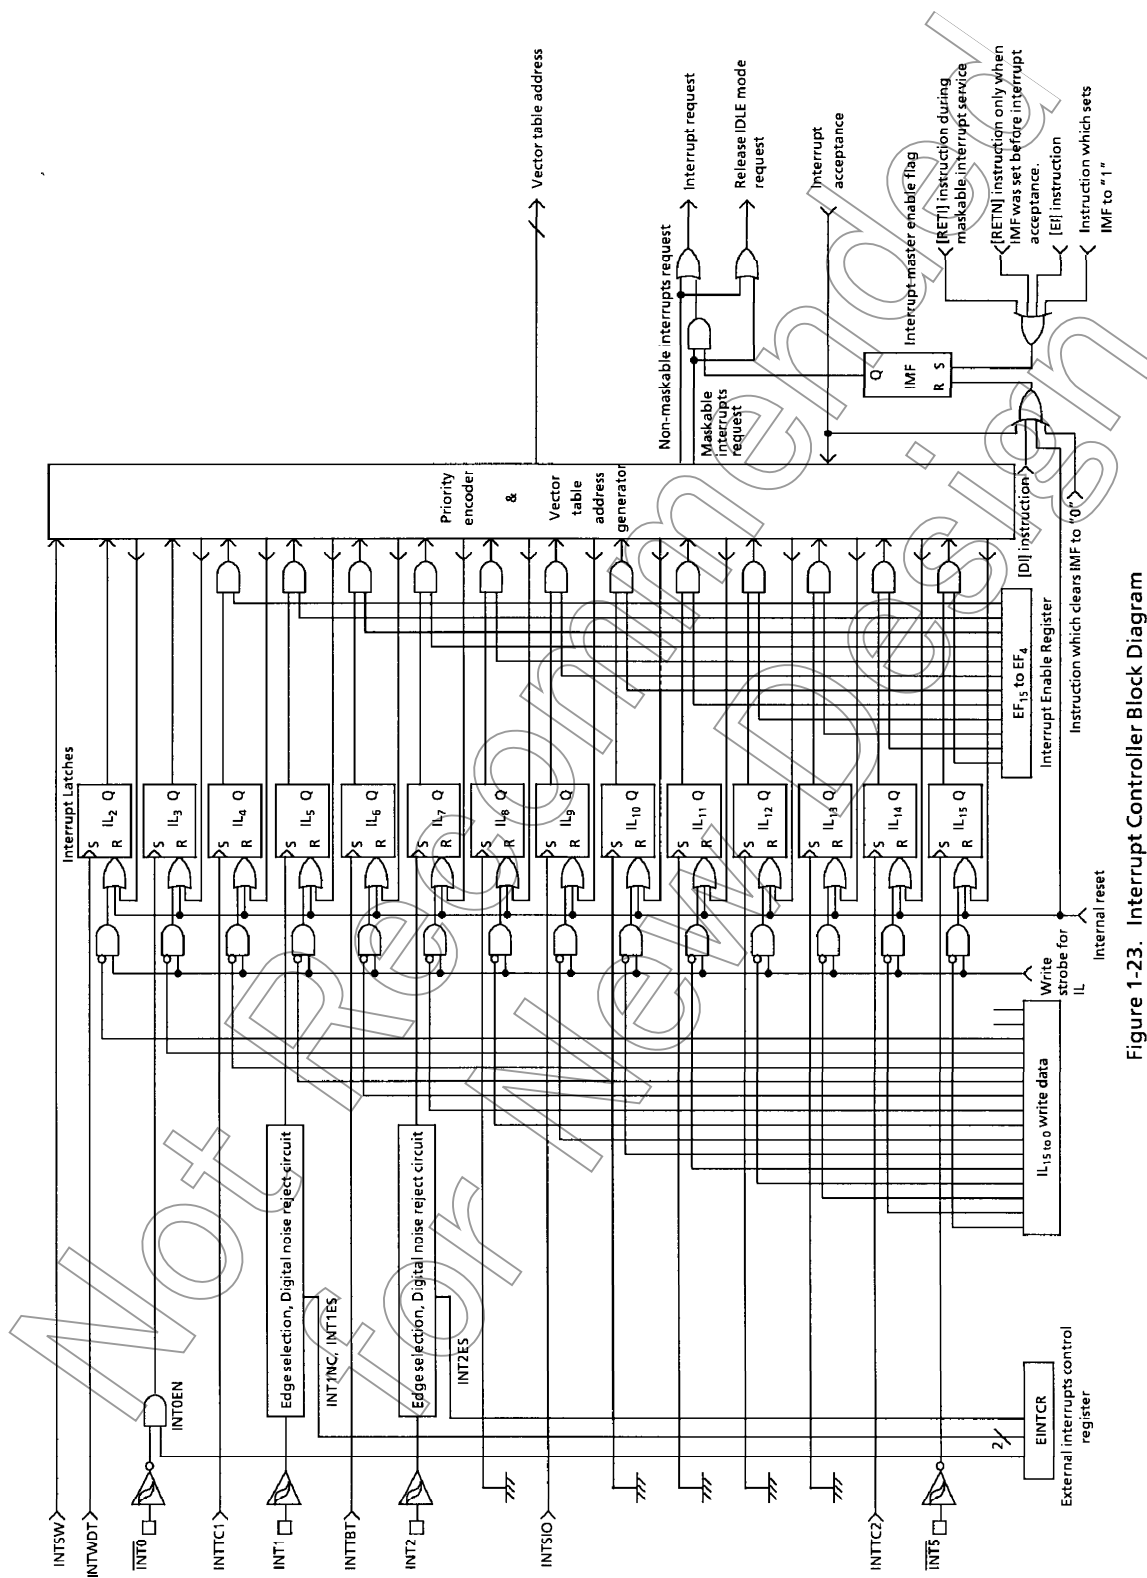 INTSW
INTWDT
INT0
INTTC1
INT1
INTTBT
INT2
INTSIO
INTTC2
INT5
INT0EN
Edge selection, Digital noise reject circuit
INT1NC, INT1ES
Edge selection, Digital noise reject circuit
INT2ES
2
EINTCR
External interrupts control
register
IL15 to 0 write data
Write
strobe for
IL
Internal reset
Interrupt Latches
S IL2 Q R
S IL3 Q R
S IL4 Q R
S IL5 Q R
S IL6 Q R
S IL7 Q R
S IL8 Q R
S IL9 Q R
S IL10 Q R
S IL11 Q R
S IL12 Q R
S IL13 Q R
S IL14 Q R
S IL15 Q R
EF15 to EF4
Interrupt Enable Register
Instruction which clears IMF to "0"
[DI] instruction
Priority
encoder
&
Vector
table
address
generator
Vector table address
Non-maskable interrupts request
Maskable
interrupts
request
Interrupt request
Release IDLE mode
request
Interrupt
acceptance
Interrupt master enable flag
Q
IMF
R S
[RETI] instruction during
maskable interrupt service
[RETN] instruction only when
IMF was set before interrupt
acceptance.
[EI] instruction
Instruction which sets
IMF to "1"
Figure 1-23. Interrupt Controller Block Diagram
Not Recommended
for New Design